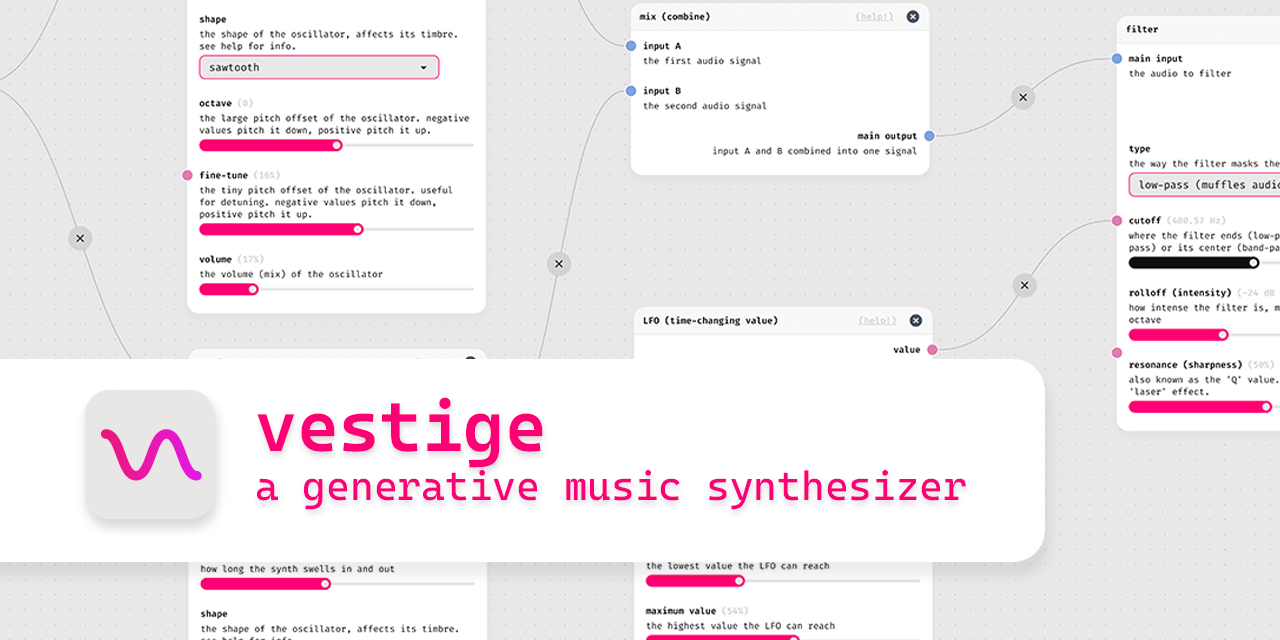 shape
the shape of the oscillator, affects its timbre.
see help for info.
sawtooth
octave (0)
the large pitch offset of the oscillator. negative
values pitch it down, positive pitch it up.
fine-tune (16%)
the tiny pitch offset of the oscillator. useful
for detuning. negative values pitch it down,
positive pitch it up.
volume (17%)
the volume (mix) of the oscillator
mix (combine) (help!)
input A
the first audio signal
input B
the second audio signal
main output
input A and B combined into one signal
LFO (time-changing value) (help!)
value
filter
main input
the audio to filter
type
the way the filter masks the
low-pass (muffles audio
cutoff (480.57 Hz)
where the filter ends (low-p
pass) or its center (band-pa
rolloff (intensity) (-24 dB
how intense the filter is, m
octave
resonance (sharpness) (50%)
also known as the 'Q' value.
'laser' effect.
vestige
a generative music synthesizer
how long the synth swells in and out
shape
the shape of the oscillator, affects its timbre.
see help for info.
the lowest value the LFO can reach
maximum value (54%)
the highest value the LFO can reach